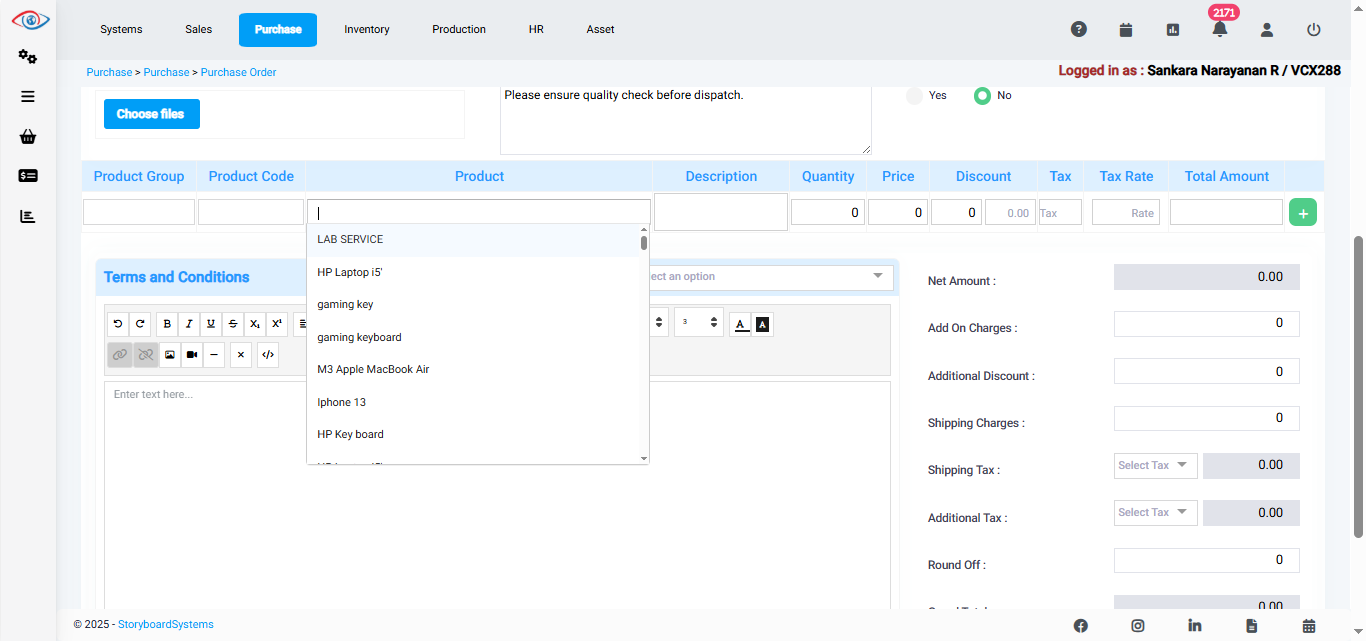 2171
Systems Sales Purchase Inventory Production HR Asset
Purchase > Purchase > Purchase Order
Logged in as : Sankara Narayanan R / VCX288
Choose files
Please ensure quality check before dispatch.
Yes No
Product Group Product Code Product Description Quantity Price Discount Tax Tax Rate Total Amount
0 0 0 0.00 Tax Rate +
LAB SERVICE
HP Laptop i5'
gaming key
gaming keyboard
M3 Apple MacBook Air
Iphone 13
HP Key board
Terms and Conditions
ect an option
B I U S X₁ X¹
3 A A
</>
Enter text here...
Net Amount : 0.00
Add On Charges : 0
Additional Discount : 0
Shipping Charges : 0
Shipping Tax : Select Tax 0.00
Additional Tax : Select Tax 0.00
Round Off : 0
0.00
© 2025 - StoryboardSystems